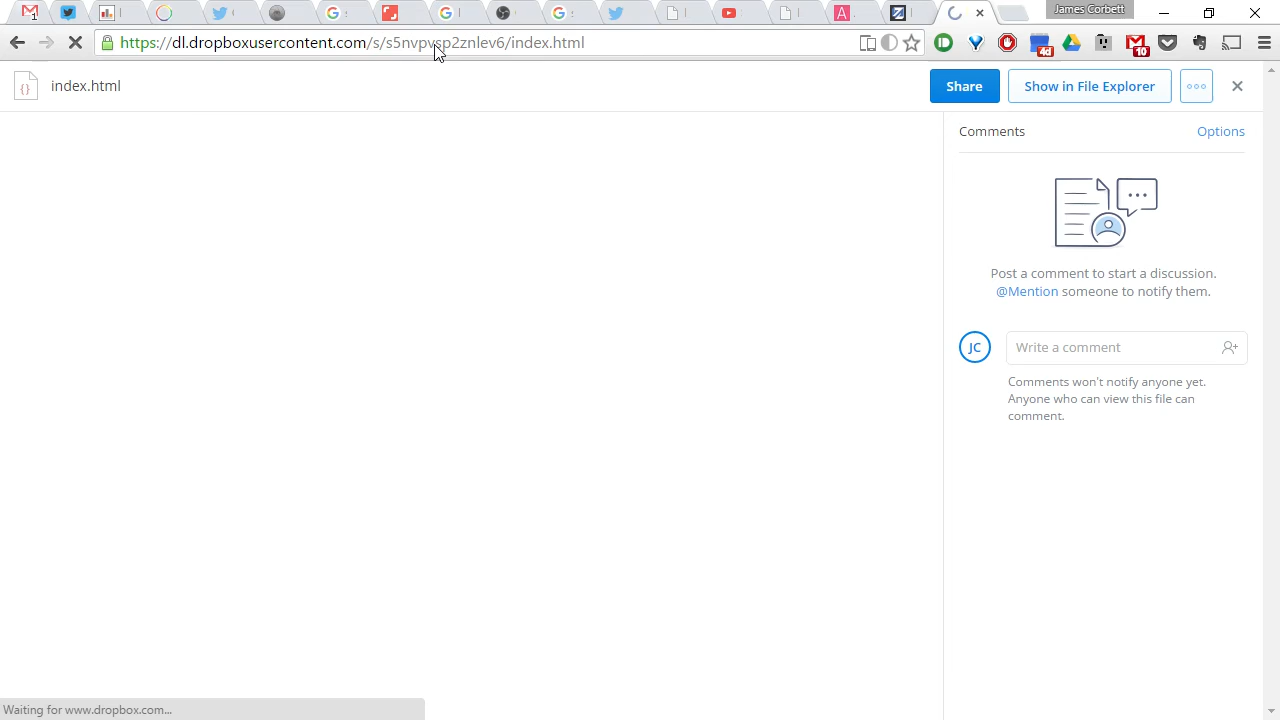 James Corbett
https://dl.dropboxusercontent.com/s/s5nvpvsp2znlev6/index.html
4d
10
index.html
Share
Show in File Explorer
Comments
Options
Post a comment to start a discussion.
@Mention someone to notify them.
JC
Write a comment
Comments won't notify anyone yet.
Anyone who can view this file can
comment.
Waiting for www.dropbox.com...